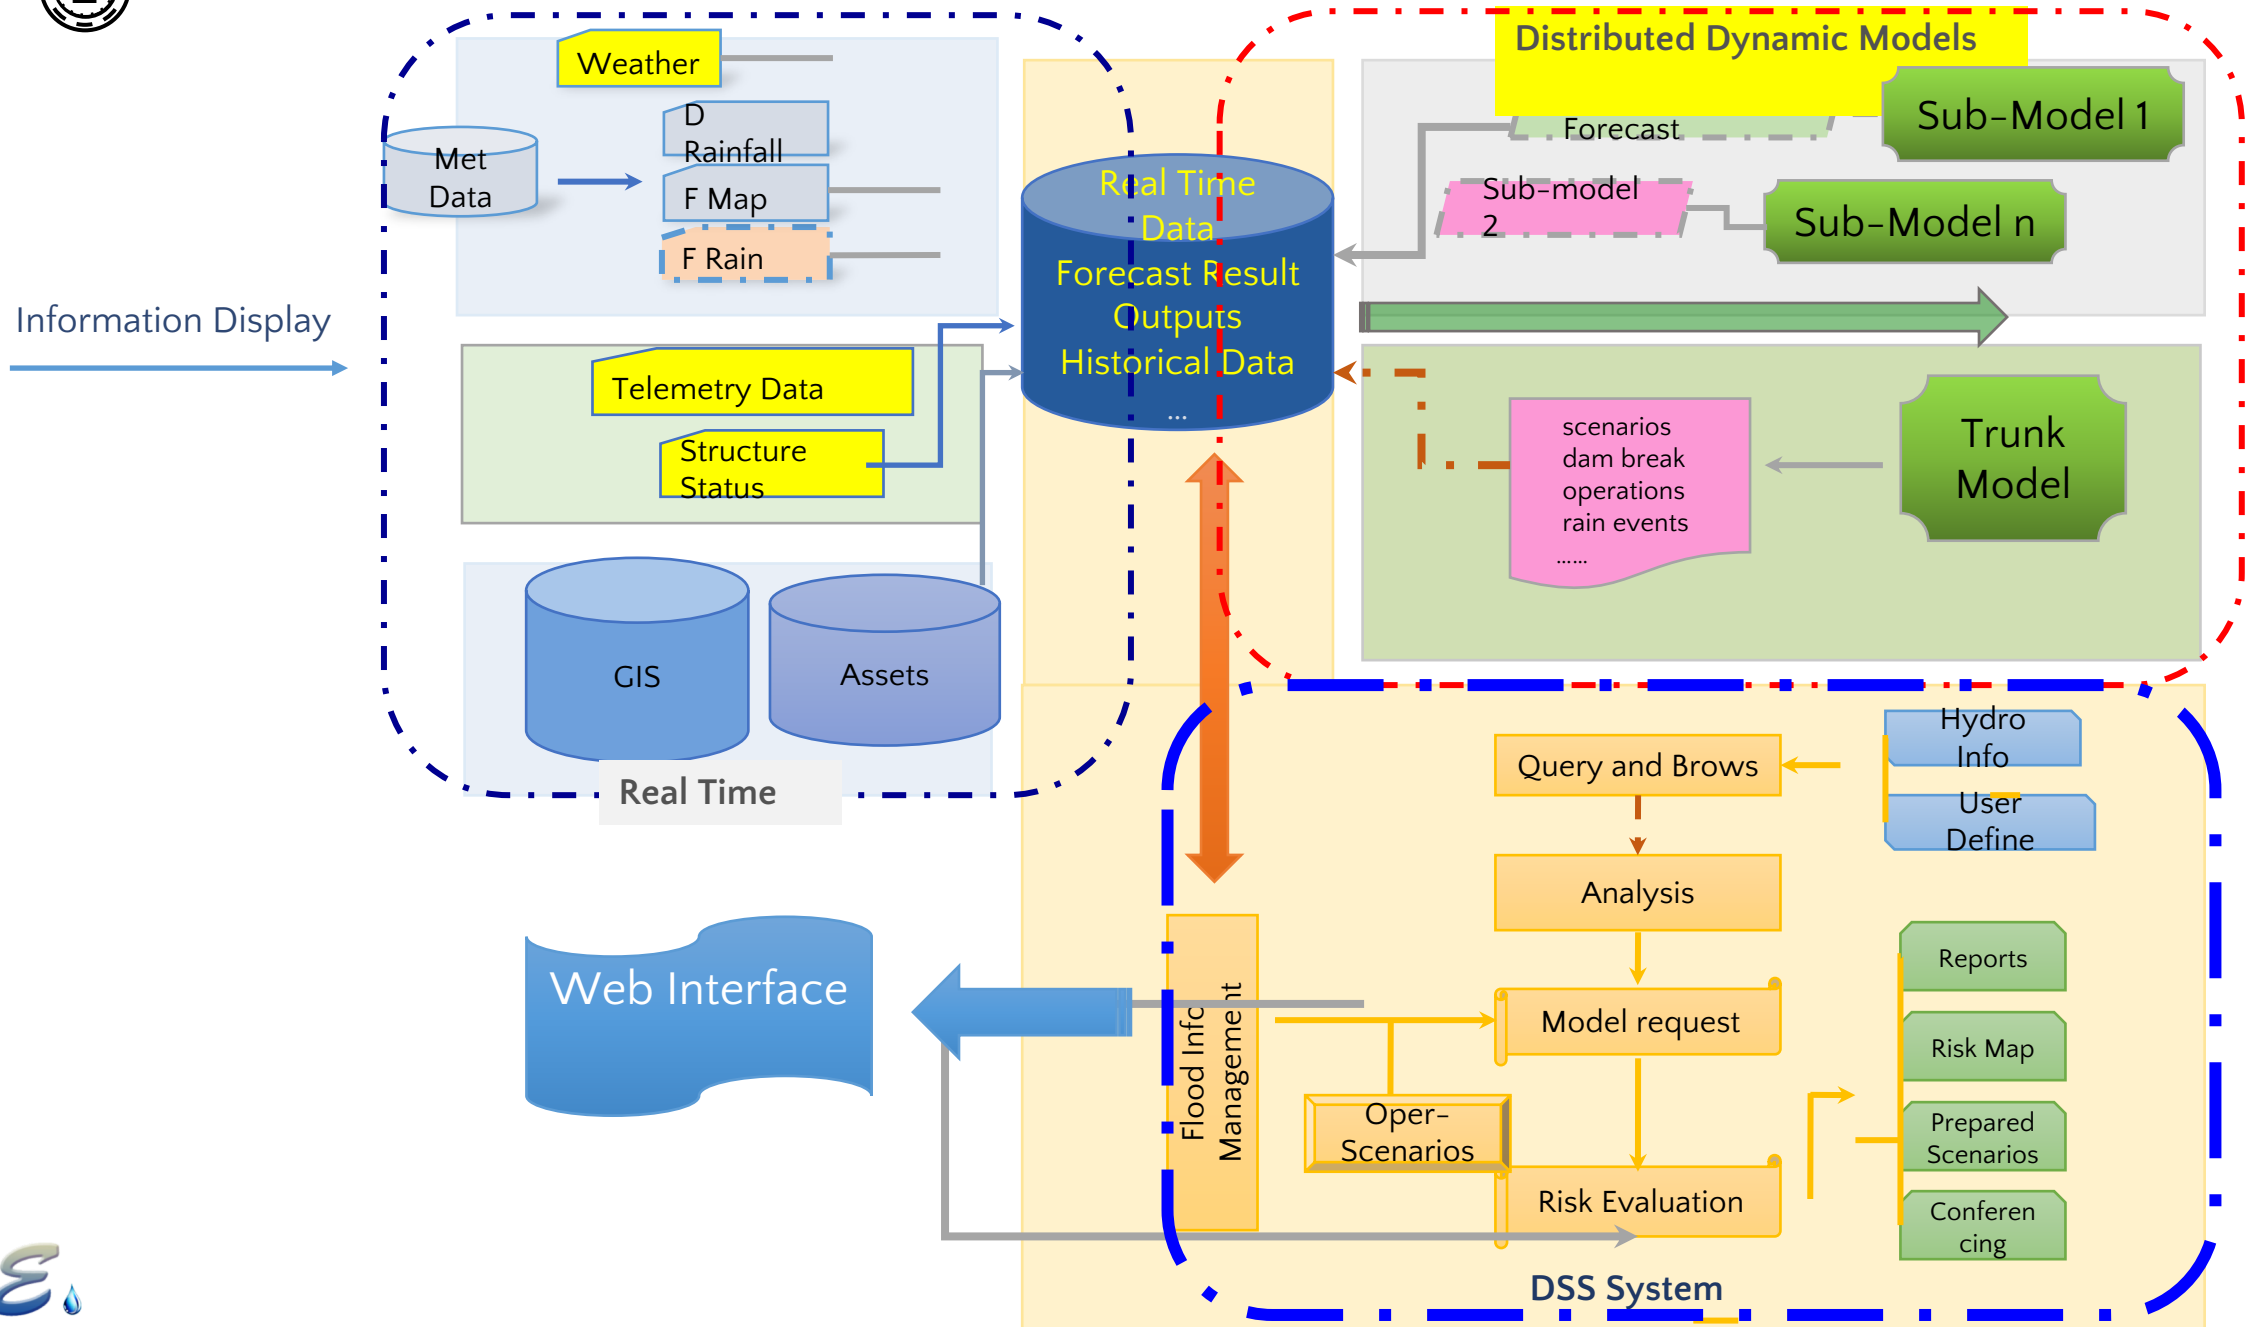 Distributed Dynamic Models
Weather
D
Rainfall
Met
Data
F Map
F Rain
Real Time
Data
Forecast Result
Outputs
Historical Data
...
Forecast
Sub-Model 1
Sub-model
2
Sub-Model n
Information Display
Telemetry Data
Structure
Status
scenarios
dam break
operations
rain events
......
Trunk
Model
GIS
Assets
Real Time
Hydro
Info
Query and Brows
User
Define
Analysis
Web Interface
Flood Info
Management
Model request
Oper-
Scenarios
Risk Evaluation
Reports
Risk Map
Prepared
Scenarios
Conferen
cing
DSS System